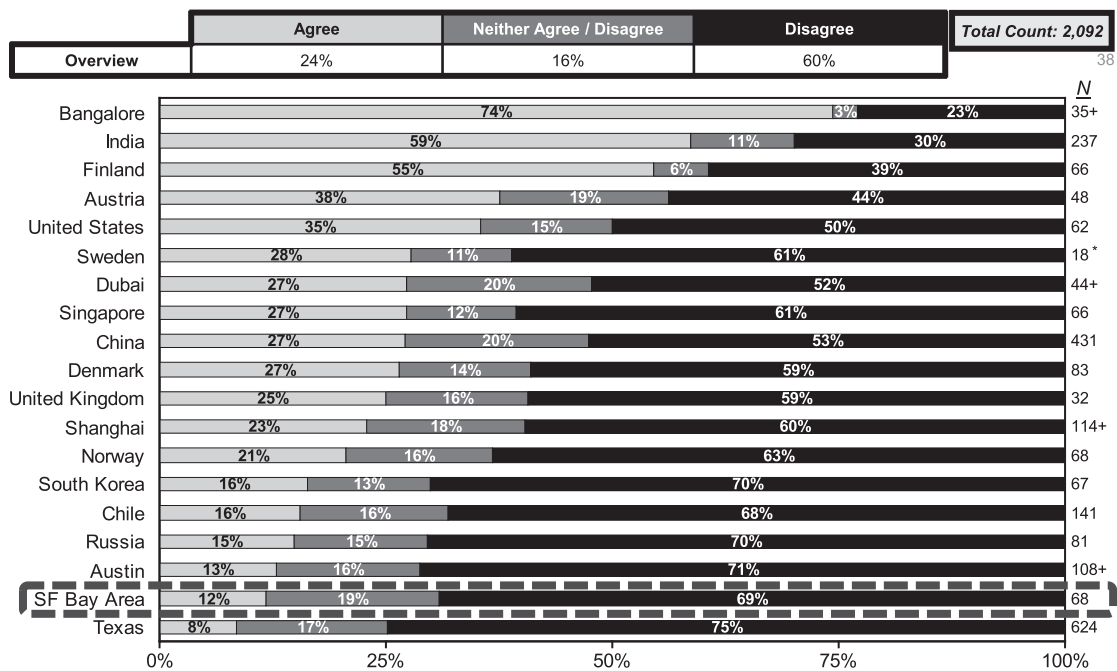 Agree Neither Agree / Disagree Disagree Total Count: 2,092
Overview 24% 16% 60%
38
N
Bangalore 74% 3% 23% 35+
India 59% 11% 30% 237
Finland 55% 6% 39% 66
Austria 38% 19% 44% 48
United States 35% 15% 50% 62
Sweden 28% 11% 61% 18 *
Dubai 27% 20% 52% 44+
Singapore 27% 12% 61% 66
China 27% 20% 53% 431
Denmark 27% 14% 59% 83
United Kingdom 25% 16% 59% 32
Shanghai 23% 18% 60% 114+
Norway 21% 16% 63% 68
South Korea 16% 13% 70% 67
Chile 16% 16% 68% 141
Russia 15% 15% 70% 81
Austin 13% 16% 71% 108+
SF Bay Area 12% 19% 69% 68
Texas 8% 17% 75% 624
0% 25% 50% 75% 100%